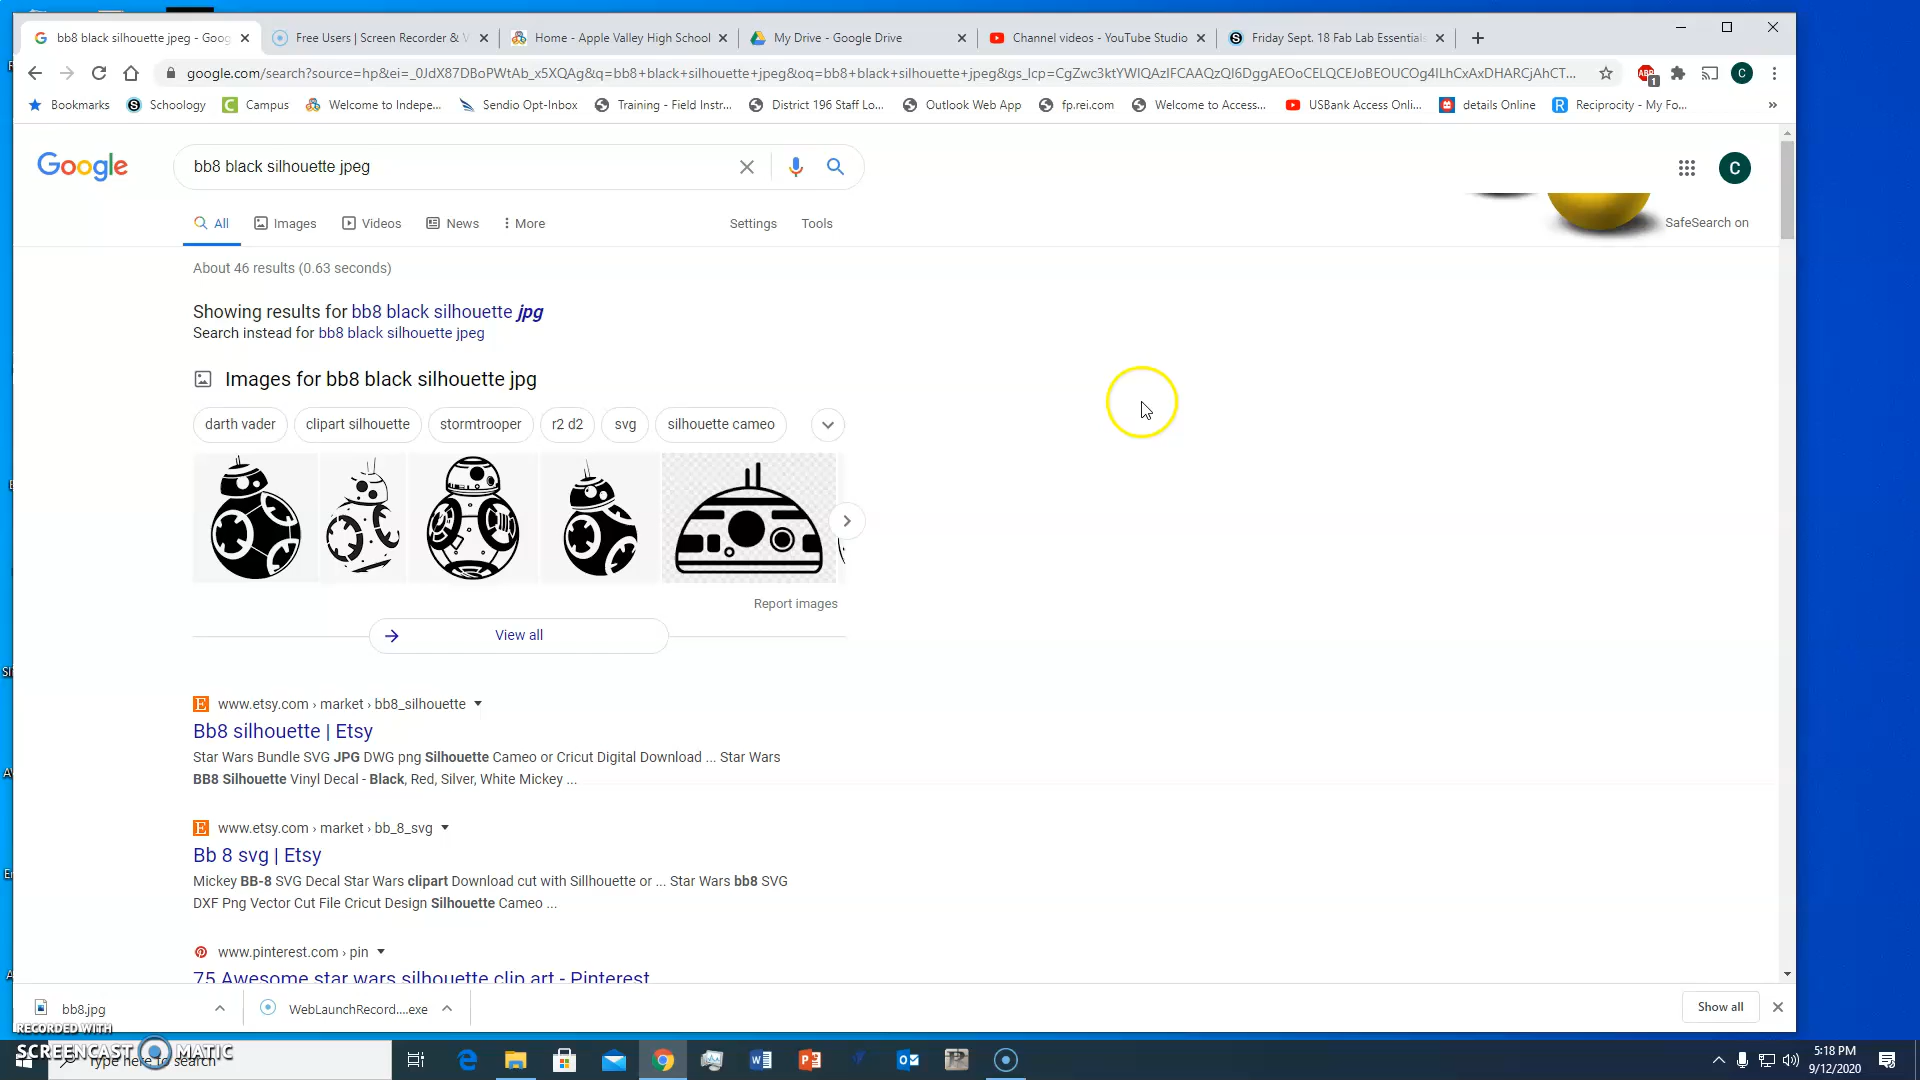 bb8 black silhouette jpeg - Goog
Free Users | Screen Recorder & V
Home - Apple Valley High School
My Drive - Google Drive
Channel videos - YouTube Studio
Friday Sept. 18 Fab Lab Essentials
google.com/search?source=hp&ei=_0JdX87DBoPWtAb_x5XQAg&q=bb8+black+silhouette+jpeg&oq=bb8+black+silhouette+jpeg&gs_lcp=CgZwc3ktYWIQAzIFCAAQzQI6DggAEOoCELQCEJoBEOUCOg4ILhCxAxDHARCjAhCT...
ABP 1
C
Bookmarks
Schoology
Campus
Welcome to Indepe...
Sendio Opt-Inbox
Training - Field Instr...
District 196 Staff Lo...
Outlook Web App
fp.rei.com
Welcome to Access...
USBank Access Onli...
details Online
Reciprocity - My Fo...
Google
bb8 black silhouette jpeg
C
All
Images
Videos
News
More
Settings
Tools
SafeSearch on
About 46 results (0.63 seconds)
Showing results for bb8 black silhouette jpg
Search instead for bb8 black silhouette jpeg
Images for bb8 black silhouette jpg
darth vader
clipart silhouette
stormtrooper
r2 d2
svg
silhouette cameo
Report images
View all
www.etsy.com › market › bb8_silhouette
Bb8 silhouette | Etsy
Star Wars Bundle SVG JPG DWG png Silhouette Cameo or Cricut Digital Download ... Star Wars
BB8 Silhouette Vinyl Decal - Black, Red, Silver, White Mickey ...
www.etsy.com › market › bb_8_svg
Bb 8 svg | Etsy
Mickey BB-8 SVG Decal Star Wars clipart Download cut with Sillhouette or ... Star Wars bb8 SVG
DXF Png Vector Cut File Cricut Design Silhouette Cameo ...
www.pinterest.com › pin
75 Awesome star wars silhouette clip art - Pinterest
bb8.jpg
WebLaunchRecord....exe
Show all
RECORDED WITH
SCREENCAST MATIC
Type here to search
5:18 PM
9/12/2020